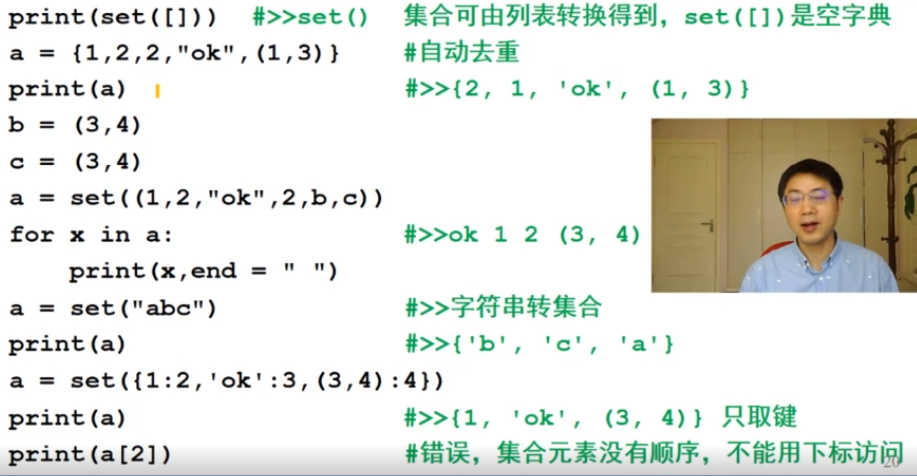 print(set([])) #>>set() 集合可由列表转换得到，set([])是空字典
a = {1,2,2,"ok",(1,3)} #自动去重
print(a) #>>{2, 1, 'ok', (1, 3)}
b = (3,4)
c = (3,4)
a = set((1,2,"ok",2,b,c))
for x in a: #>>ok 1 2 (3, 4)
    print(x,end = " ")
a = set("abc") #>>字符串转集合
print(a) #>>{'b', 'c', 'a'}
a = set({1:2,'ok':3,(3,4):4})
print(a) #>>{1, 'ok', (3, 4)} 只取键
print(a[2]) #错误，集合元素没有顺序，不能用下标访问
20